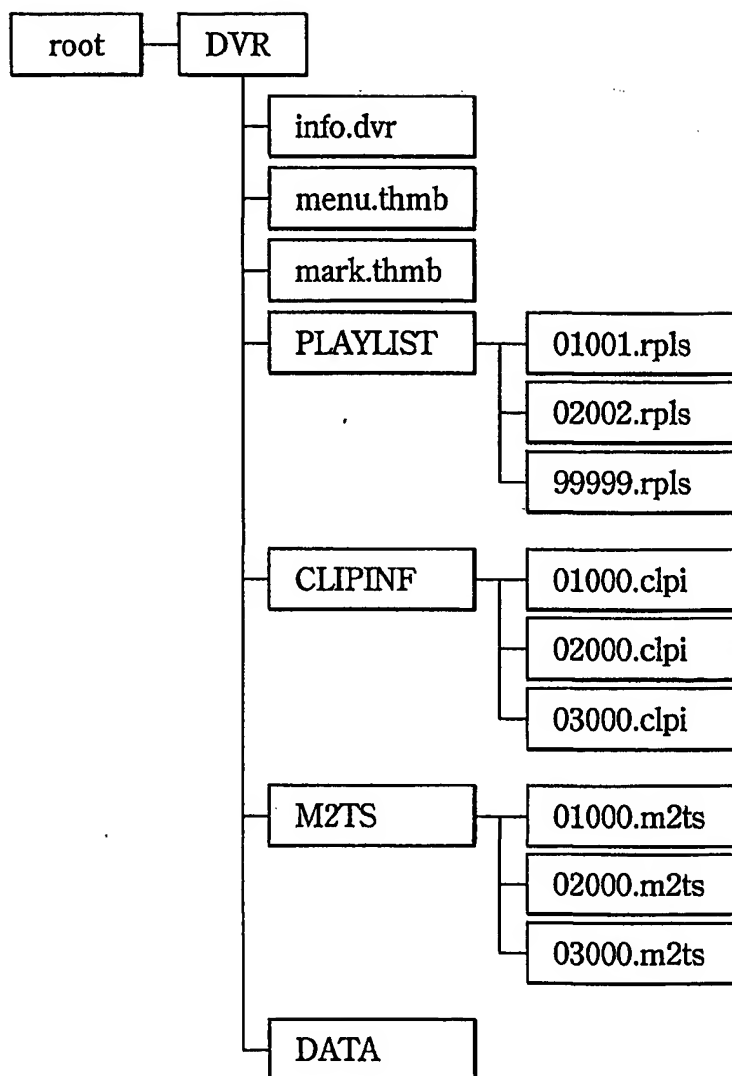 root
DVR
info.dvr
menu.thmb
mark.thmb
PLAYLIST
01001.rpls
02002.rpls
99999.rpls
CLIPINF
01000.clpi
02000.clpi
03000.clpi
M2TS
01000.m2ts
02000.m2ts
03000.m2ts
DATA